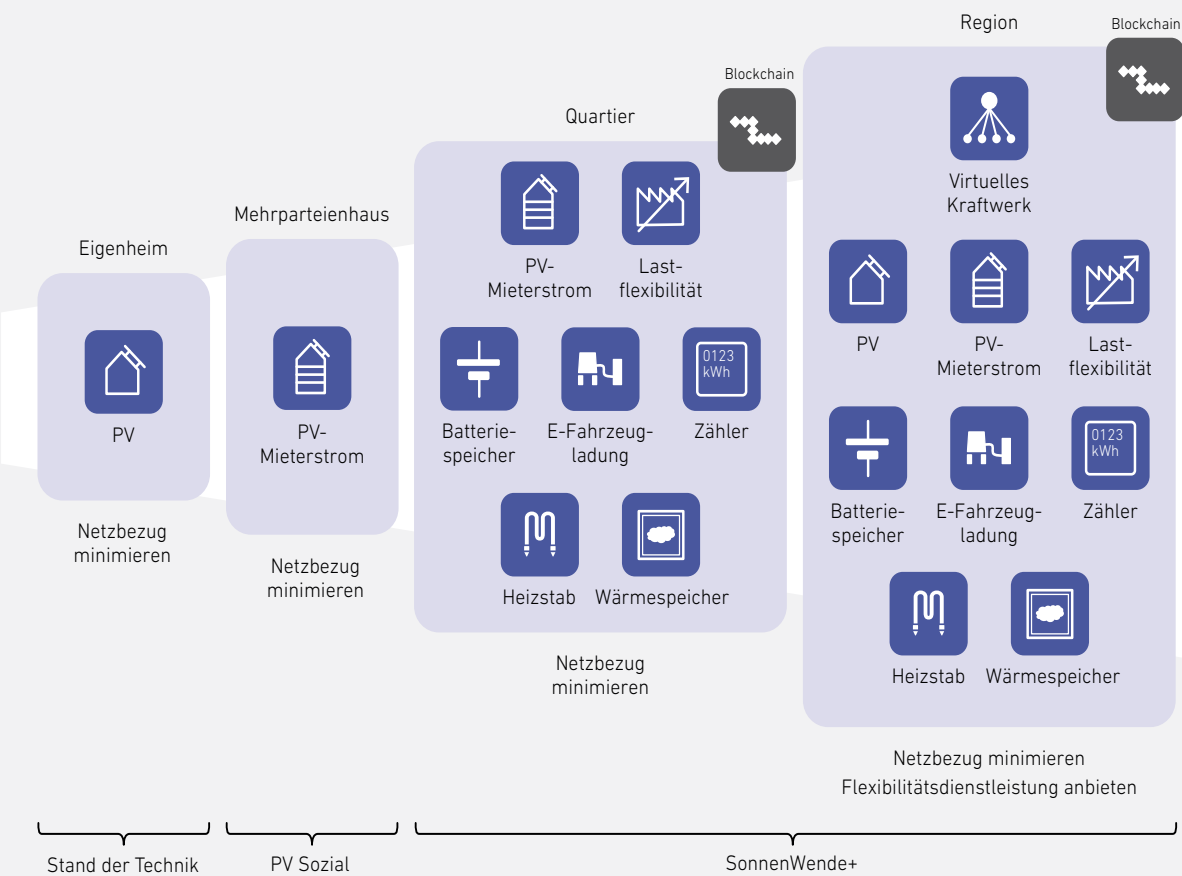 Eigenheim
PV
Netzbezug
minimieren
Mehrparteienhaus
PV-
Mieterstrom
Netzbezug
minimieren
Quartier
Blockchain
PV-
Mieterstrom
Last-
flexibilität
Batterie-
speicher
E-Fahrzeug-
ladung
0123
kWh
Zähler
Heizstab
Wärmespeicher
Netzbezug
minimieren
Region
Blockchain
Virtuelles
Kraftwerk
PV
PV-
Mieterstrom
Last-
flexibilität
Batterie-
speicher
E-Fahrzeug-
ladung
0123
kWh
Zähler
Heizstab
Wärmespeicher
Netzbezug minimieren
Flexibilitätsdienstleistung anbieten
Stand der Technik
PV Sozial
SonnenWende+